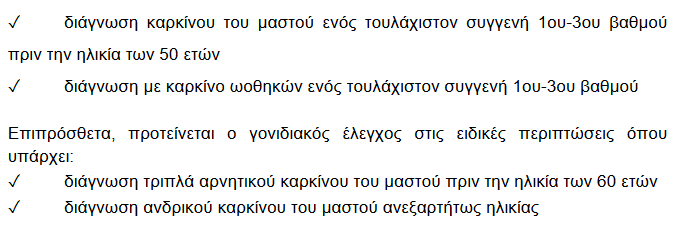 ✓ διάγνωση καρκίνου του μαστού ενός τουλάχιστον συγγενή 1ου-3ου βαθμού
πριν την ηλικία των 50 ετών
✓ διάγνωση με καρκίνο ωοθηκών ενός τουλάχιστον συγγενή 1ου-3ου βαθμού
Επιπρόσθετα, προτείνεται ο γονιδιακός έλεγχος στις ειδικές περιπτώσεις όπου
υπάρχει:
✓ διάγνωση τριπλά αρνητικού καρκίνου του μαστού πριν την ηλικία των 60 ετών
✓ διάγνωση ανδρικού καρκίνου του μαστού ανεξαρτήτως ηλικίας